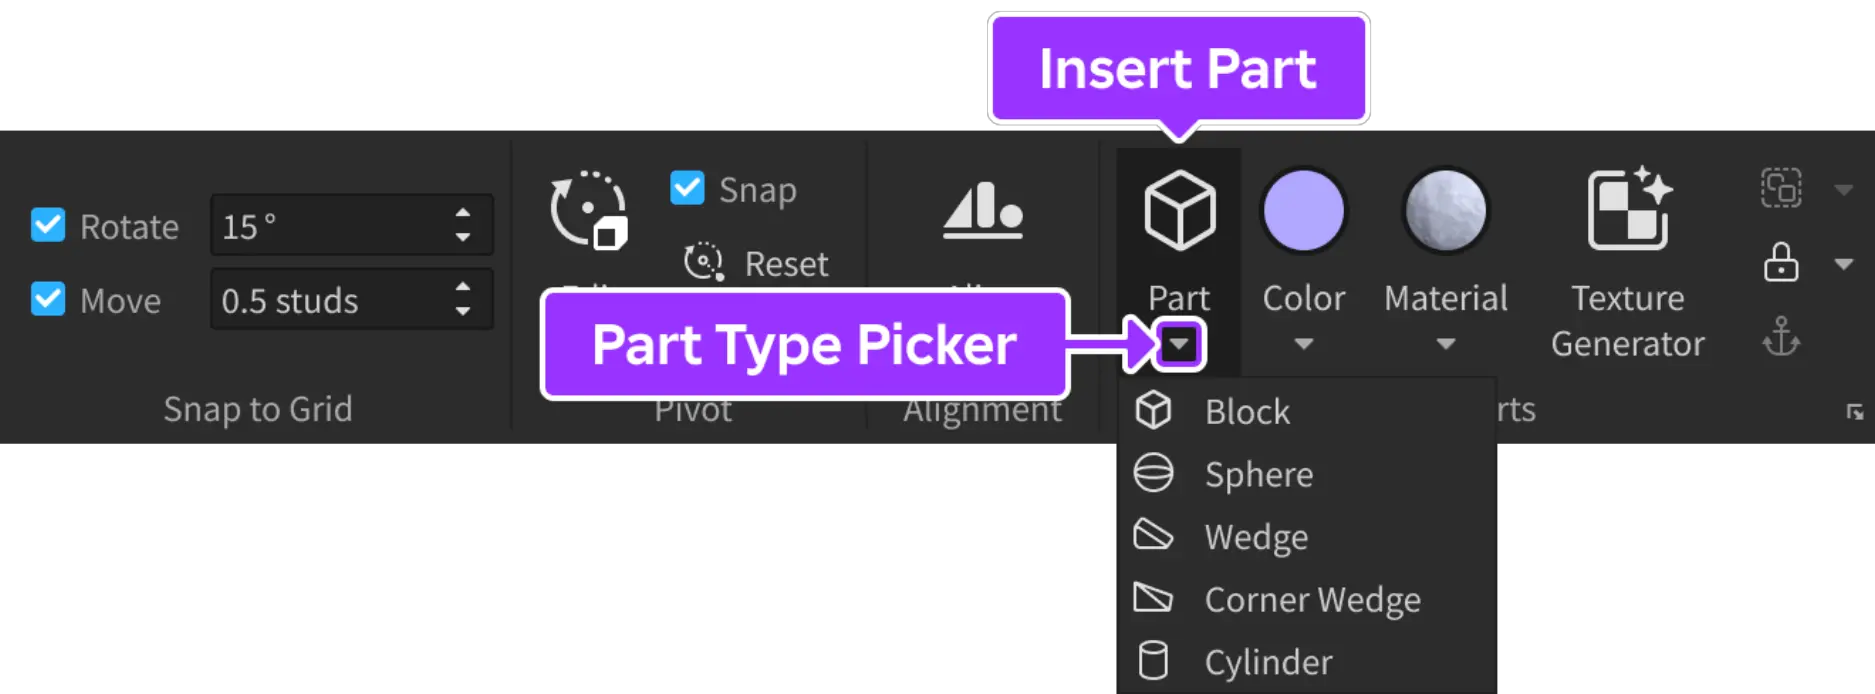 Insert Part
Rotate
15°
Move
0.5 studs
Snap to Grid
Snap
Reset
Pivot
Alignment
Part Type Picker
Part
Color
Material
Texture
Generator
Block
Sphere
Wedge
Corner Wedge
Cylinder